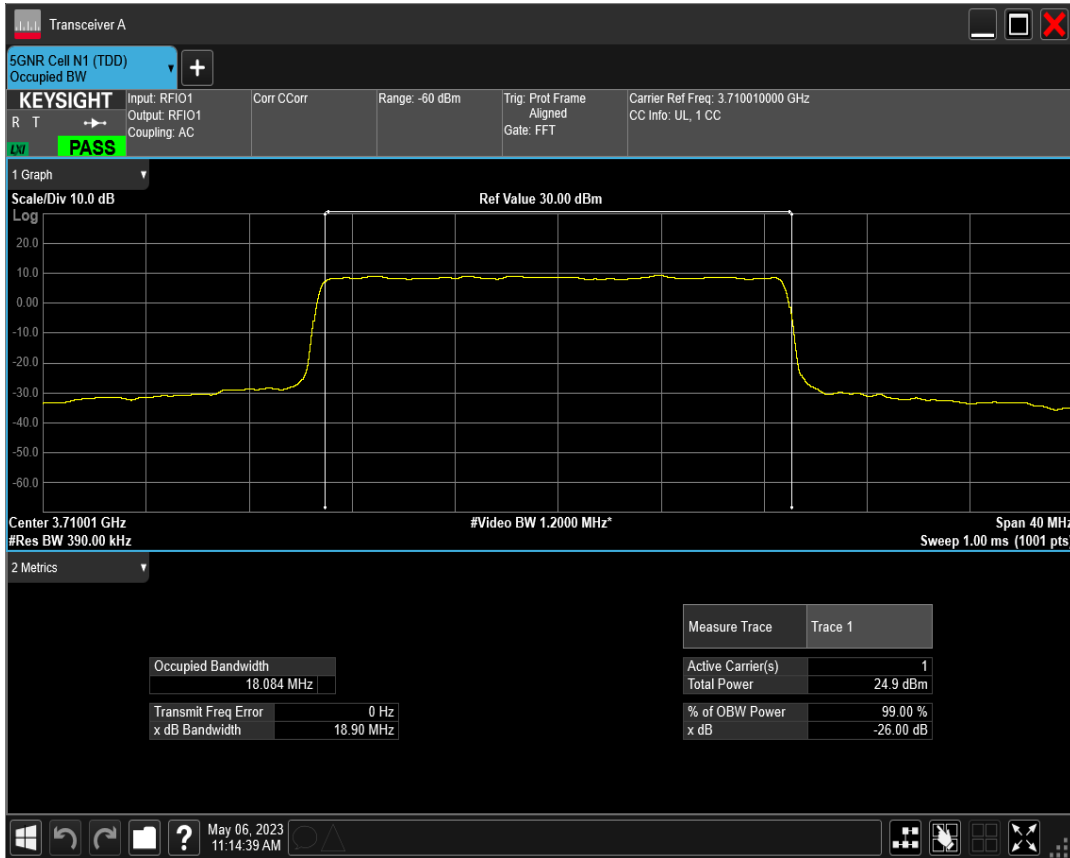 Transceiver A
5GNR Cell N1 (TDD)
Occupied BW
+
KEYSIGHT
R T
LXI
PASS
Input: RFIO1
Output: RFIO1
Coupling: AC
Corr CCorr
Range: -60 dBm
Trig: Prot Frame
Aligned
Gate: FFT
Carrier Ref Freq: 3.710010000 GHz
CC Info: UL, 1 CC
1 Graph
Scale/Div 10.0 dB
Ref Value 30.00 dBm
Log
20.0
10.0
0.00
-10.0
-20.0
-30.0
-40.0
-50.0
-60.0
Center 3.71001 GHz
#Video BW 1.2000 MHz*
Span 40 MHz
#Res BW 390.00 kHz
Sweep 1.00 ms (1001 pts)
2 Metrics
Measure Trace Trace 1
Occupied Bandwidth
18.084 MHz
Transmit Freq Error 0 Hz
x dB Bandwidth 18.90 MHz
Active Carrier(s) 1
Total Power 24.9 dBm
% of OBW Power 99.00 %
x dB -26.00 dB
?
May 06, 2023
11:14:39 AM